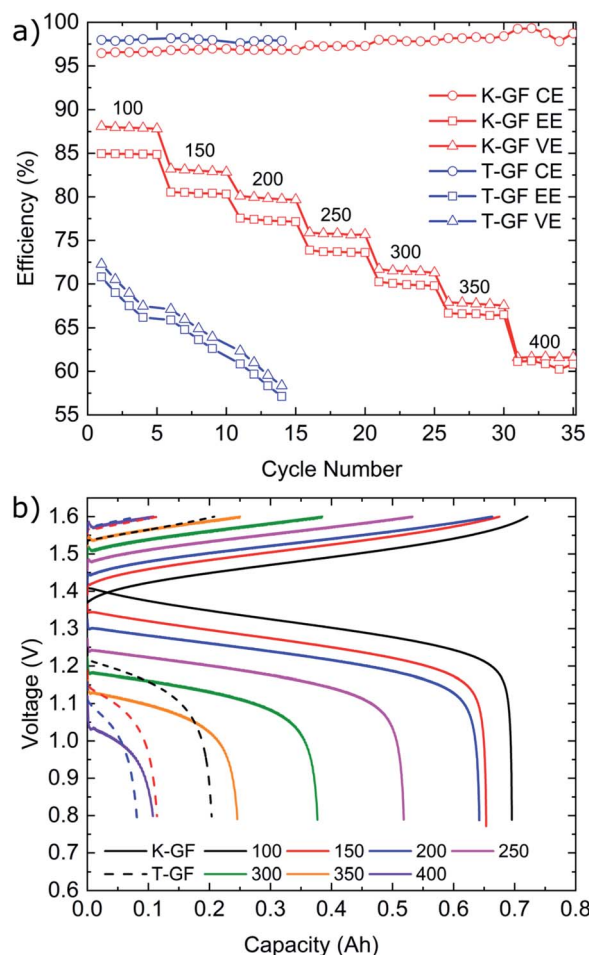 a)
100
95
90
85
80
75
70
65
60
55
Efficiency (%)
100
150
200
250
300
350
400
K-GF CE
K-GF EE
K-GF VE
T-GF CE
T-GF EE
T-GF VE
0 5 10 15 20 25 30 35
Cycle Number
b)
1.6
1.5
1.4
1.3
1.2
1.1
1.0
0.9
0.8
0.7
0.6
Voltage (V)
K-GF 100 150 200 250
T-GF 300 350 400
0.0 0.1 0.2 0.3 0.4 0.5 0.6 0.7 0.8
Capacity (Ah)